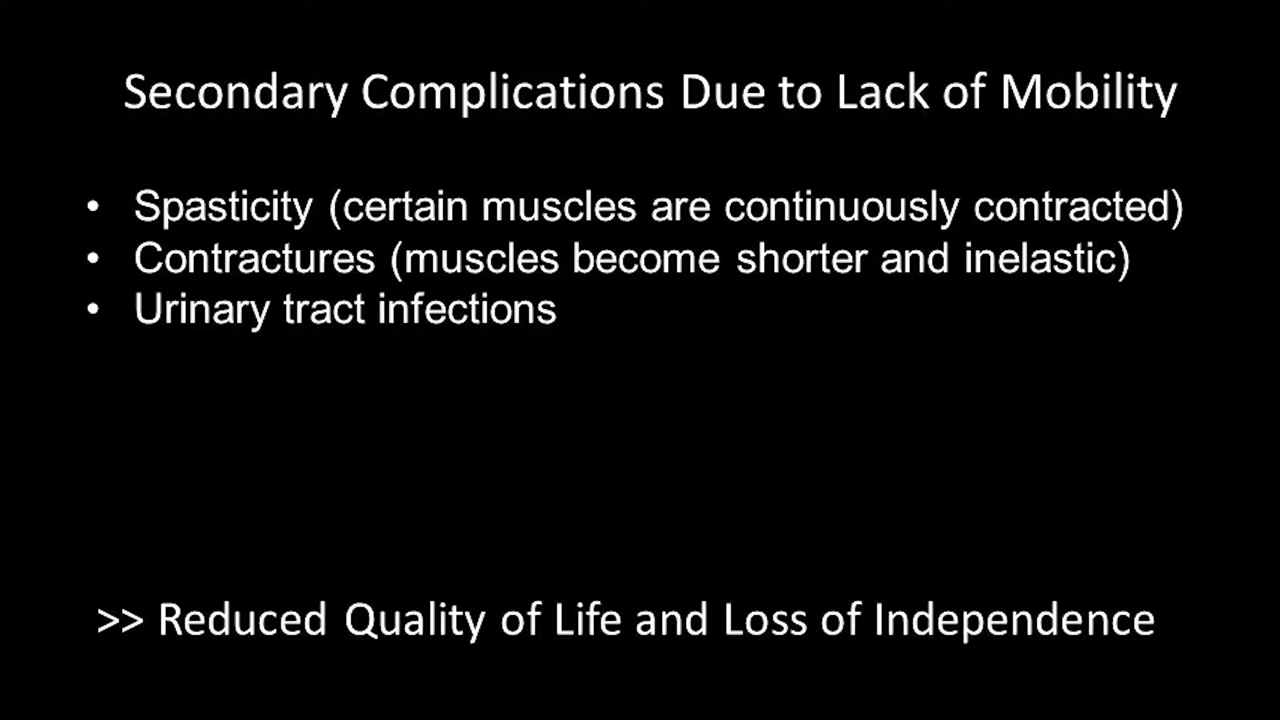 Secondary Complications Due to Lack of Mobility
• Spasticity (certain muscles are continuously contracted)
• Contractures (muscles become shorter and inelastic)
• Urinary tract infections
>> Reduced Quality of Life and Loss of Independence